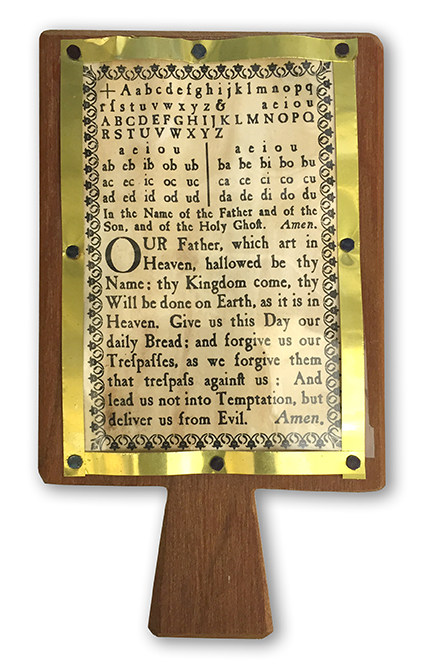 + A a b c d e f g h i j k l m n o p q
r ſ s t u v w x y z & a e i o u
A B C D E F G H I J K L M N O P Q
R S T U V W X Y Z
a e i o u | a e i o u
ab eb ib ob ub | ba be bi bo bu
ac ec ic oc uc | ca ce ci co cu
ad ed id od ud | da de di do du
In the Name of the Father and of the
Son, and of the Holy Ghoſt. Amen.
OUR Father, which art in
Heaven, hallowed be thy
Name; thy Kingdom come, thy
Will be done on Earth, as it is in
Heaven. Give us this Day our
daily Bread; and forgive us our
Treſpaſſes, as we forgive them
that treſpaſs againſt us : And
lead us not into Temptation, but
deliver us from Evil. Amen.